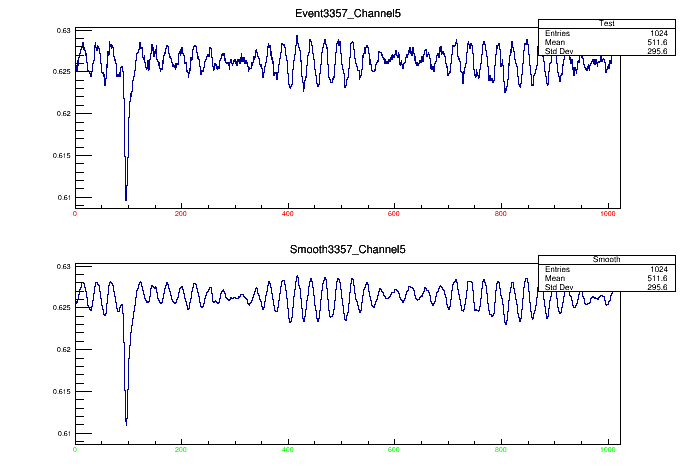 Event3357_Channel5
Test
Entries 1024
Mean 511.6
Std Dev 295.6
0.63
0.625
0.62
0.615
0.61
0 200 400 600 800 1000
Smooth3357_Channel5
Smooth
Entries 1024
Mean 511.6
Std Dev 295.6
0.63
0.625
0.62
0.615
0.61
0 200 400 600 800 1000